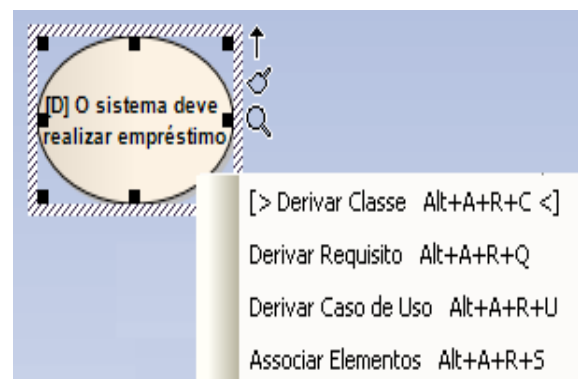 [D] O sistema deve
realizar empréstimo
[> Derivar Classe Alt+A+R+C <]
Derivar Requisito Alt+A+R+Q
Derivar Caso de Uso Alt+A+R+U
Associar Elementos Alt+A+R+S